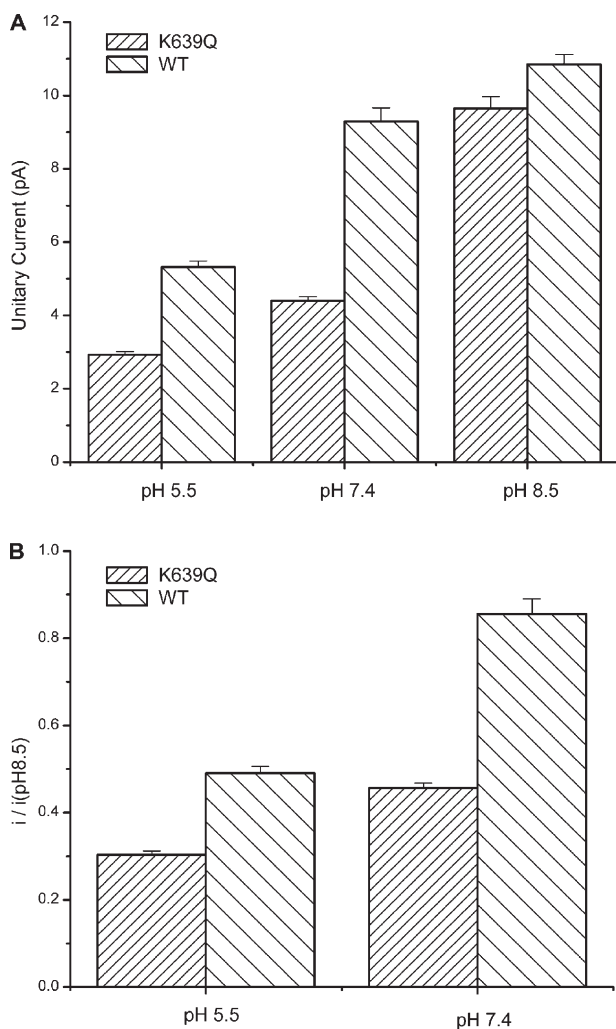 A
K639Q
WT
Unitary Current (pA)
12
10
8
6
4
2
0
pH 5.5
pH 7.4
pH 8.5
B
K639Q
WT
i / i(pH8.5)
1.0
0.8
0.6
0.4
0.2
0.0
pH 5.5
pH 7.4